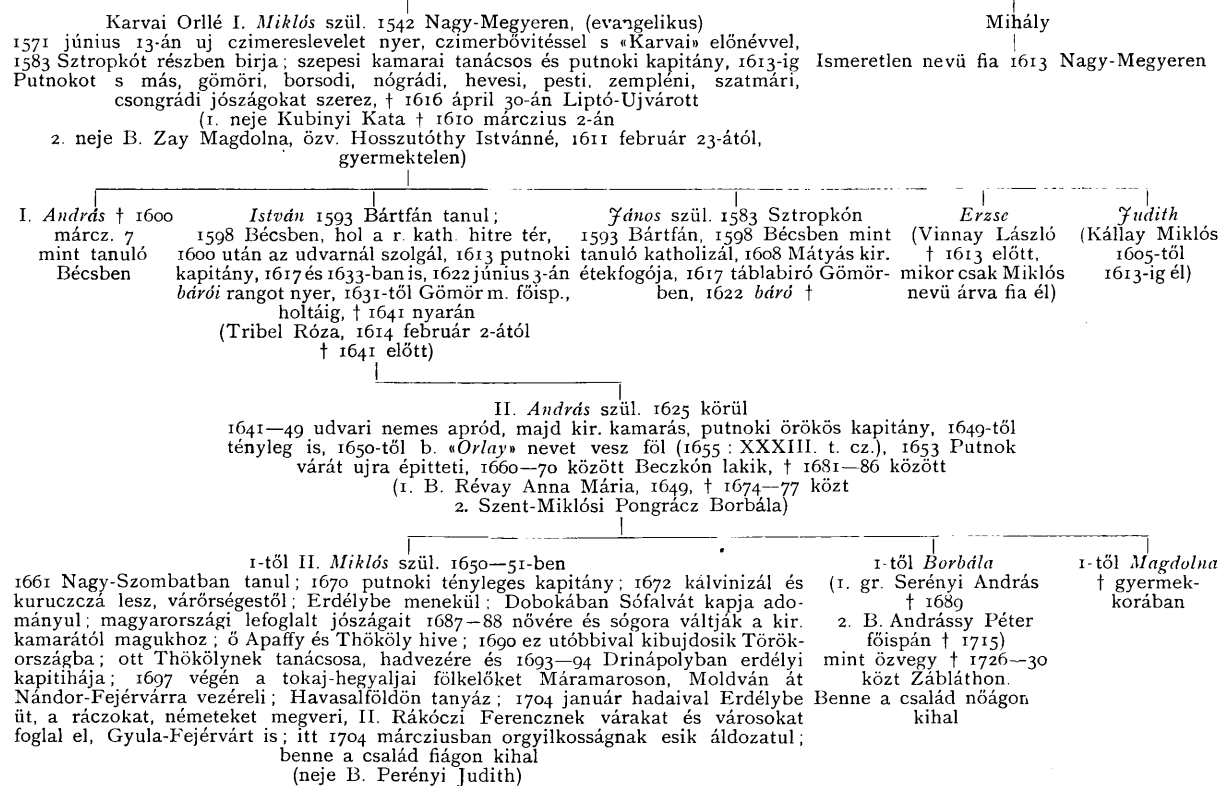 Karvai Orllé I. Miklós szül. 1542 Nagy-Megyeren, (evangelikus)
1571 június 13-án uj czimereslevelet nyer, czimerbővitéssel s «Karvai» előnévvel,
1583 Sztropkót részben birja; szepesi kamarai tanácsos és putnoki kapitány, 1613-ig
Putnokot s más, gömöri, borsodi, nógrádi, hevesi, pesti, zempléni, szatmári,
csongrádi jószágokat szerez, † 1616 ápril 30-án Liptó-Ujvárott
(1. neje Kubinyi Kata † 1610 márczius 2-án
2. neje B. Zay Magdolna, özv. Hosszutóthy Istvánné, 1611 február 23-ától,
gyermektelen)
Mihály
Ismeretlen nevü fia 1613 Nagy-Megyeren
I. András † 1600
márcz. 7
mint tanuló
Bécsben
István 1593 Bártfán tanul;
1598 Bécsben, hol a r. kath. hitre tér,
1600 után az udvarnál szolgál, 1613 putnoki
kapitány, 1617 és 1633-ban is, 1622 június 3-án
bárói rangot nyer, 1631-től Gömör m. főisp.,
holtáig, † 1641 nyarán
(Tribel Róza, 1614 február 2-ától
† 1641 előtt)
János szül. 1583 Sztropkón
1593 Bártfán, 1598 Bécsben mint
tanuló katholizál, 1608 Mátyás kir.
étekfogója, 1617 táblabiró Gömör-
ben, 1622 báró †
Erzse
(Vinnay László
† 1613 előtt,
mikor csak Miklós
nevü árva fia él)
Judith
(Kállay Miklós
1605-től
1613-ig él)
II. András szül. 1625 körül
1641—49 udvari nemes apród, majd kir. kamarás, putnoki örökös kapitány, 1649-től
tényleg is, 1650-től b. «Orlay» nevet vesz föl (1655 : XXXIII. t. cz.), 1653 Putnok
várát ujra épitteti, 1660—70 között Beczkón lakik, † 1681—86 között
(1. B. Révay Anna Mária, 1649, † 1674—77 közt
2. Szent-Miklósi Pongrácz Borbála)
1-től II. Miklós szül. 1650—51-ben
1661 Nagy-Szombatban tanul; 1670 putnoki tényleges kapitány; 1672 kálvinizál és
kuruczczá lesz, várőrségestől; Erdélybe menekül; Dobokában Sófalvát kapja ado-
mányul; magyarországi lefoglalt jószágait 1687—88 nővére és sógora váltják a kir.
kamarától magukhoz; ő Apaffy és Thököly hive; 1690 ez utóbbival kibujdosik Török-
országba; ott Thökölynek tanácsosa, hadvezére és 1693—94 Drinápolyban erdélyi
kapitihája; 1697 végén a tokaj-hegyaljai fölkelőket Máramaroson, Moldván át
Nándor-Fejérvárra vezéreli; Havasalföldön tanyáz; 1704 január hadaival Erdélybe
üt, a ráczokat, németeket megveri, II. Rákóczi Ferencznek várakat és városokat
foglal el, Gyula-Fejérvárt is; itt 1704 márcziusban orgyilkosságnak esik áldozatul;
benne a család fiágon kihal
(neje B. Perényi Judith)
1-től Borbála
(1. gr. Serényi András
† 1689
2. B. Andrássy Péter
főispán † 1715)
mint özvegy † 1726—30
közt Zábláthon.
Benne a család nőágon
kihal
1-től Magdolna
† gyermek-
korában